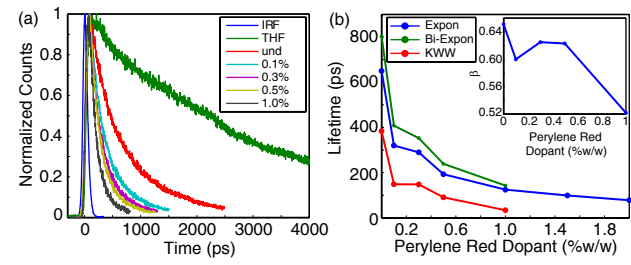 (a)
Normalized Counts
1
0.8
0.6
0.4
0.2
0
0 1000 2000 3000 4000
Time (ps)
IRF
THF
und
0.1%
0.3%
0.5%
1.0%
(b)
Lifetime (ps)
800
600
400
200
0
0.2 0.6 1.0 1.4 1.8
Perylene Red Dopant (%w/w)
Expon
Bi-Expon
KWW
β
0.64
0.60
0.56
0.52
0 0.2 0.4 0.6 0.8 1
Perylene Red
Dopant (%w/w)